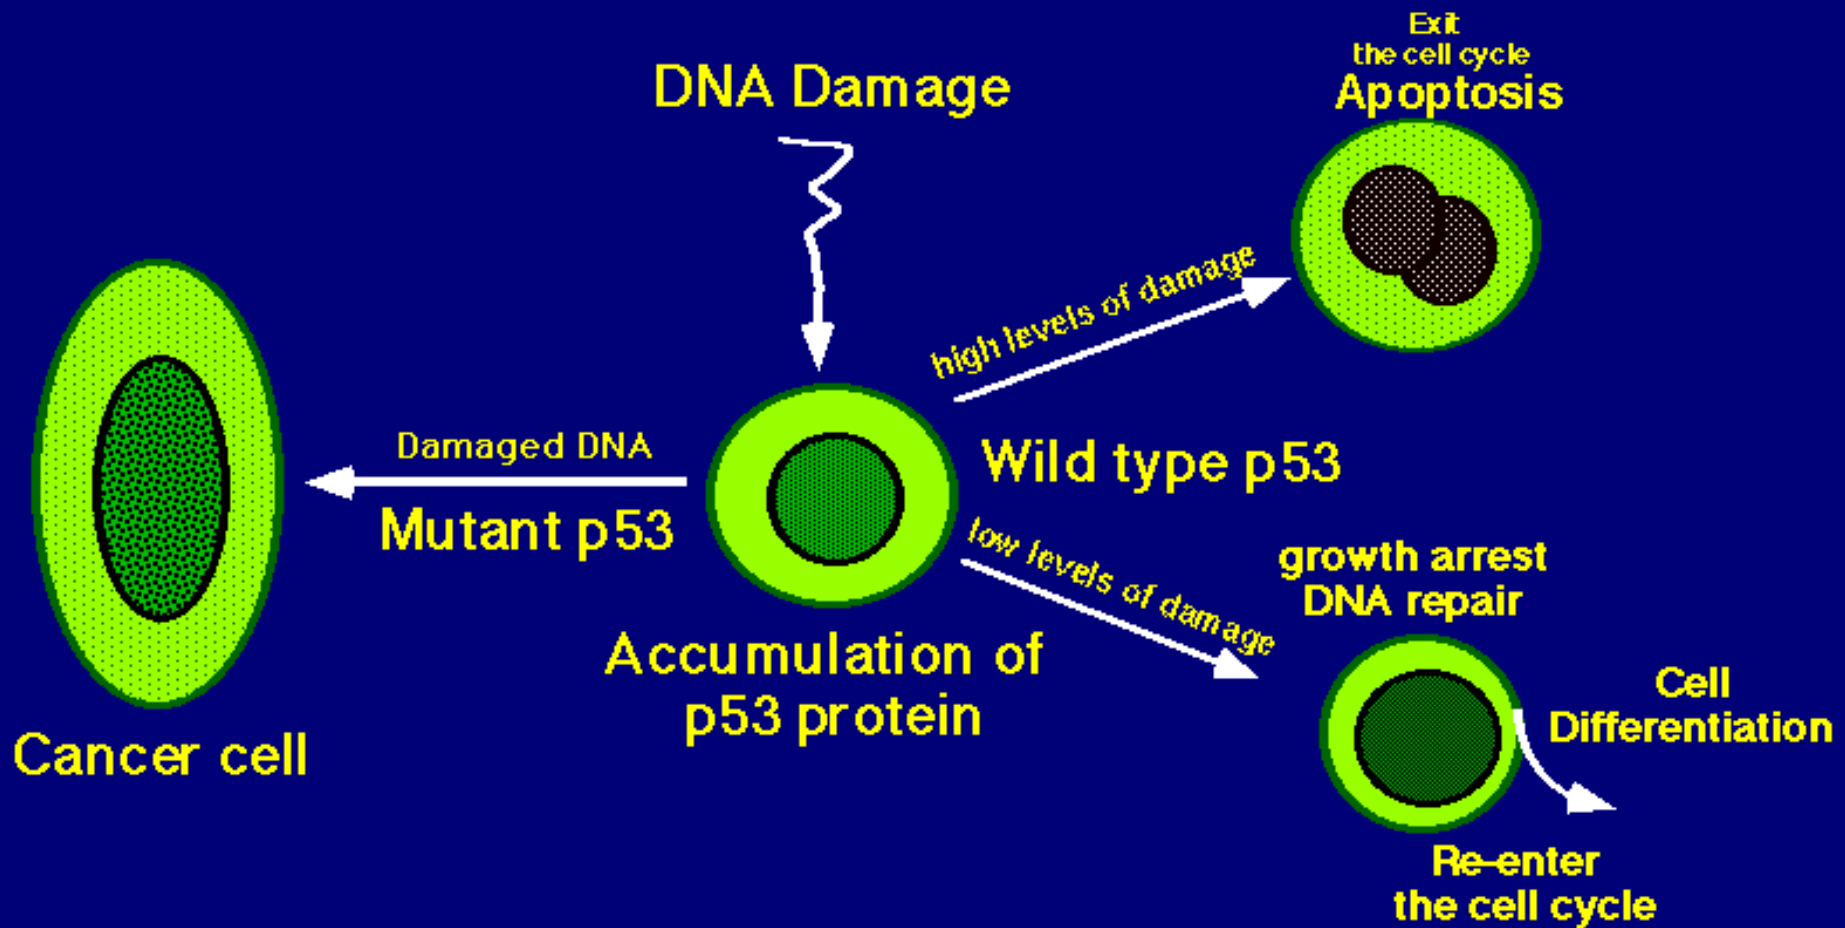 Exit
the cell cycle
Apoptosis
DNA Damage
high levels of damage
Damaged DNA
Mutant p53
Wild type p53
low levels of damage
growth arrest
DNA repair
Accumulation of
p53 protein
Cancer cell
Cell
Differentiation
Re-enter
the cell cycle